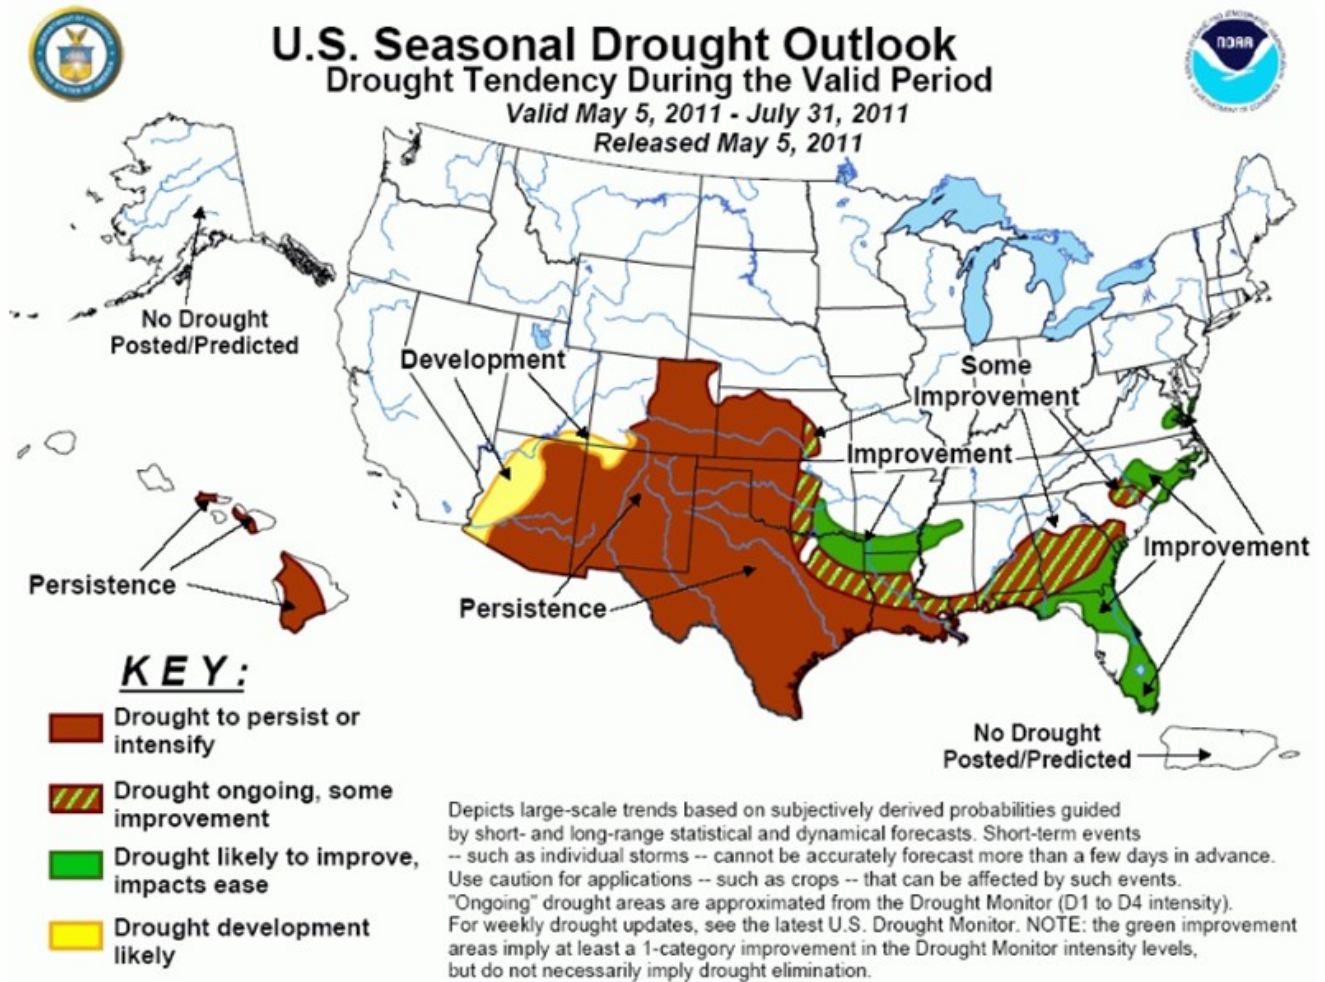 U.S. Seasonal Drought Outlook
Drought Tendency During the Valid Period
Valid May 5, 2011 - July 31, 2011
Released May 5, 2011
NOAA
No Drought
Posted/Predicted
Development
Some
Improvement
Improvement
Improvement
Persistence
Persistence
No Drought
Posted/Predicted
KEY:
Drought to persist or
intensify
Drought ongoing, some
improvement
Drought likely to improve,
impacts ease
Drought development
likely
Depicts large-scale trends based on subjectively derived probabilities guided
by short- and long-range statistical and dynamical forecasts. Short-term events
-- such as individual storms -- cannot be accurately forecast more than a few days in advance.
Use caution for applications -- such as crops -- that can be affected by such events.
"Ongoing" drought areas are approximated from the Drought Monitor (D1 to D4 intensity).
For weekly drought updates, see the latest U.S. Drought Monitor. NOTE: the green improvement
areas imply at least a 1-category improvement in the Drought Monitor intensity levels,
but do not necessarily imply drought elimination.